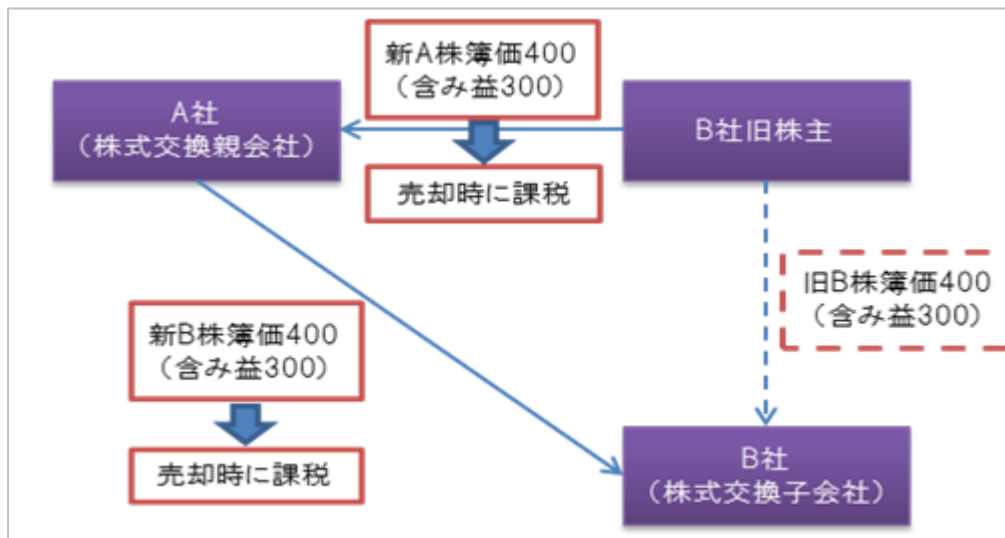 新A株簿価400
（含み益300）
A社
（株式交換親会社）
B社旧株主
売却時に課税
旧B株簿価400
（含み益300）
新B株簿価400
（含み益300）
売却時に課税
B社
（株式交換子会社）